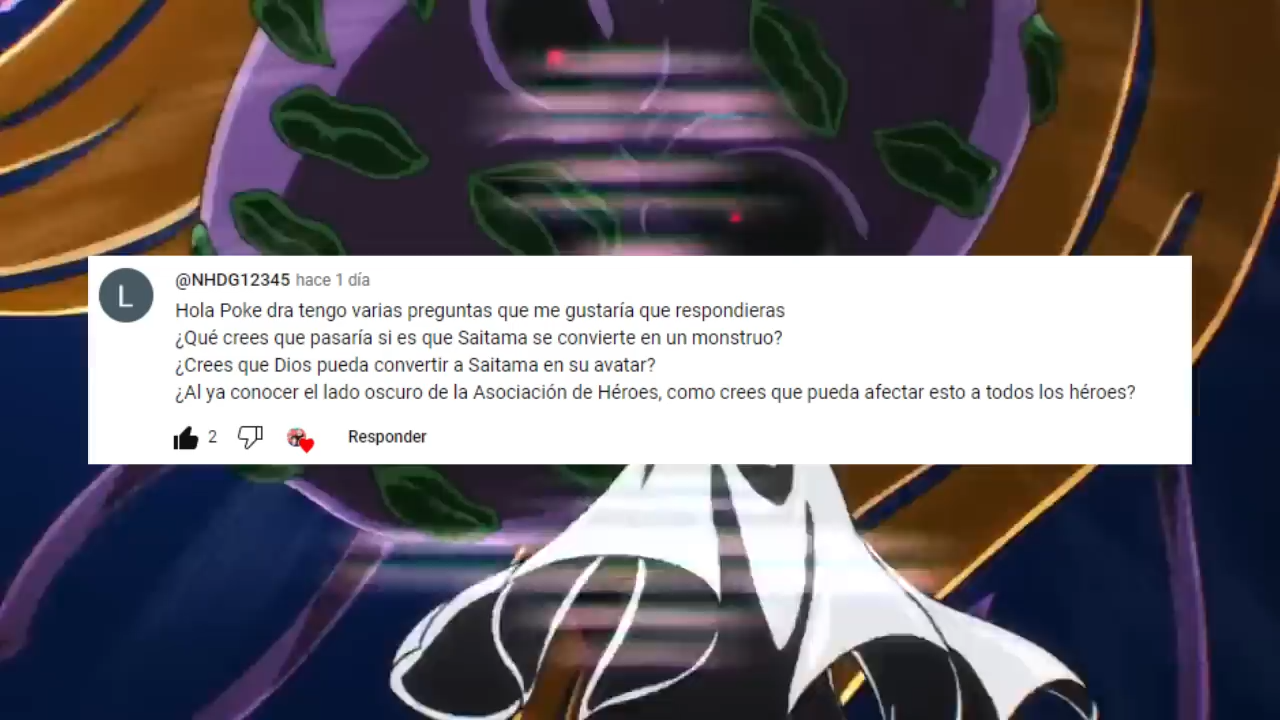 L
@NHDG12345 hace 1 día
Hola Poke dra tengo varias preguntas que me gustaría que respondieras
¿Qué crees que pasaría si es que Saitama se convierte en un monstruo?
¿Crees que Dios pueda convertir a Saitama en su avatar?
¿Al ya conocer el lado oscuro de la Asociación de Héroes, como crees que pueda afectar esto a todos los héroes?
2 Responder